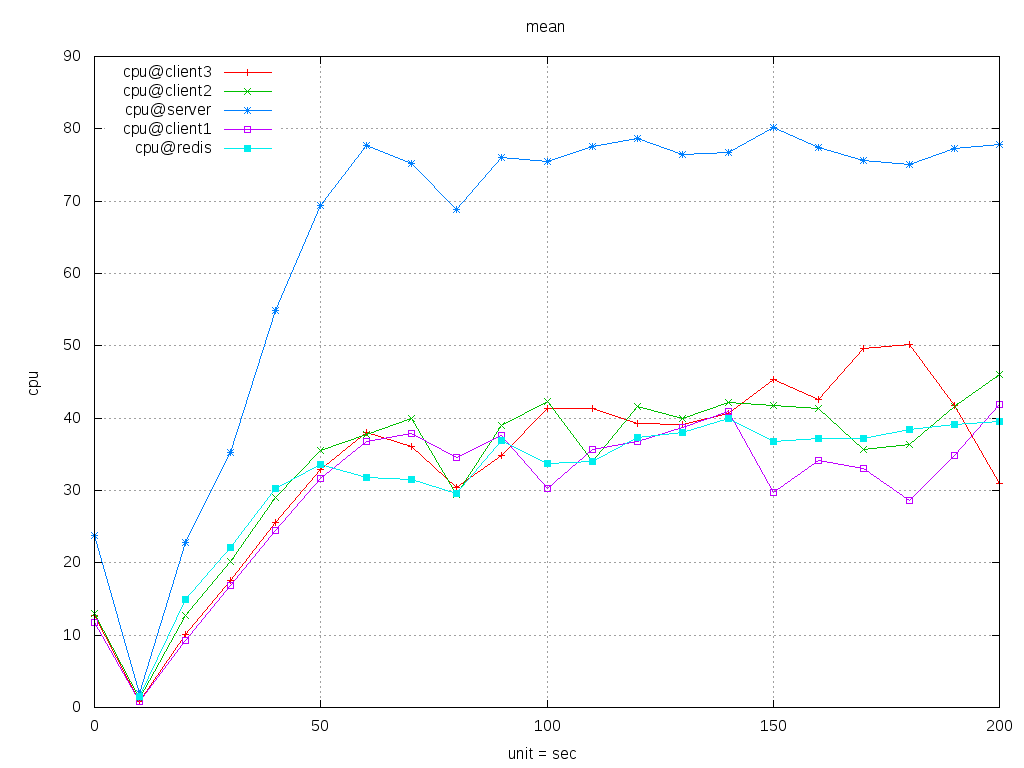 mean
90
80
70
60
50
40
30
20
10
0
cpu
cpu@client3
cpu@client2
cpu@server
cpu@client1
cpu@redis
0 50 100 150 200
unit = sec